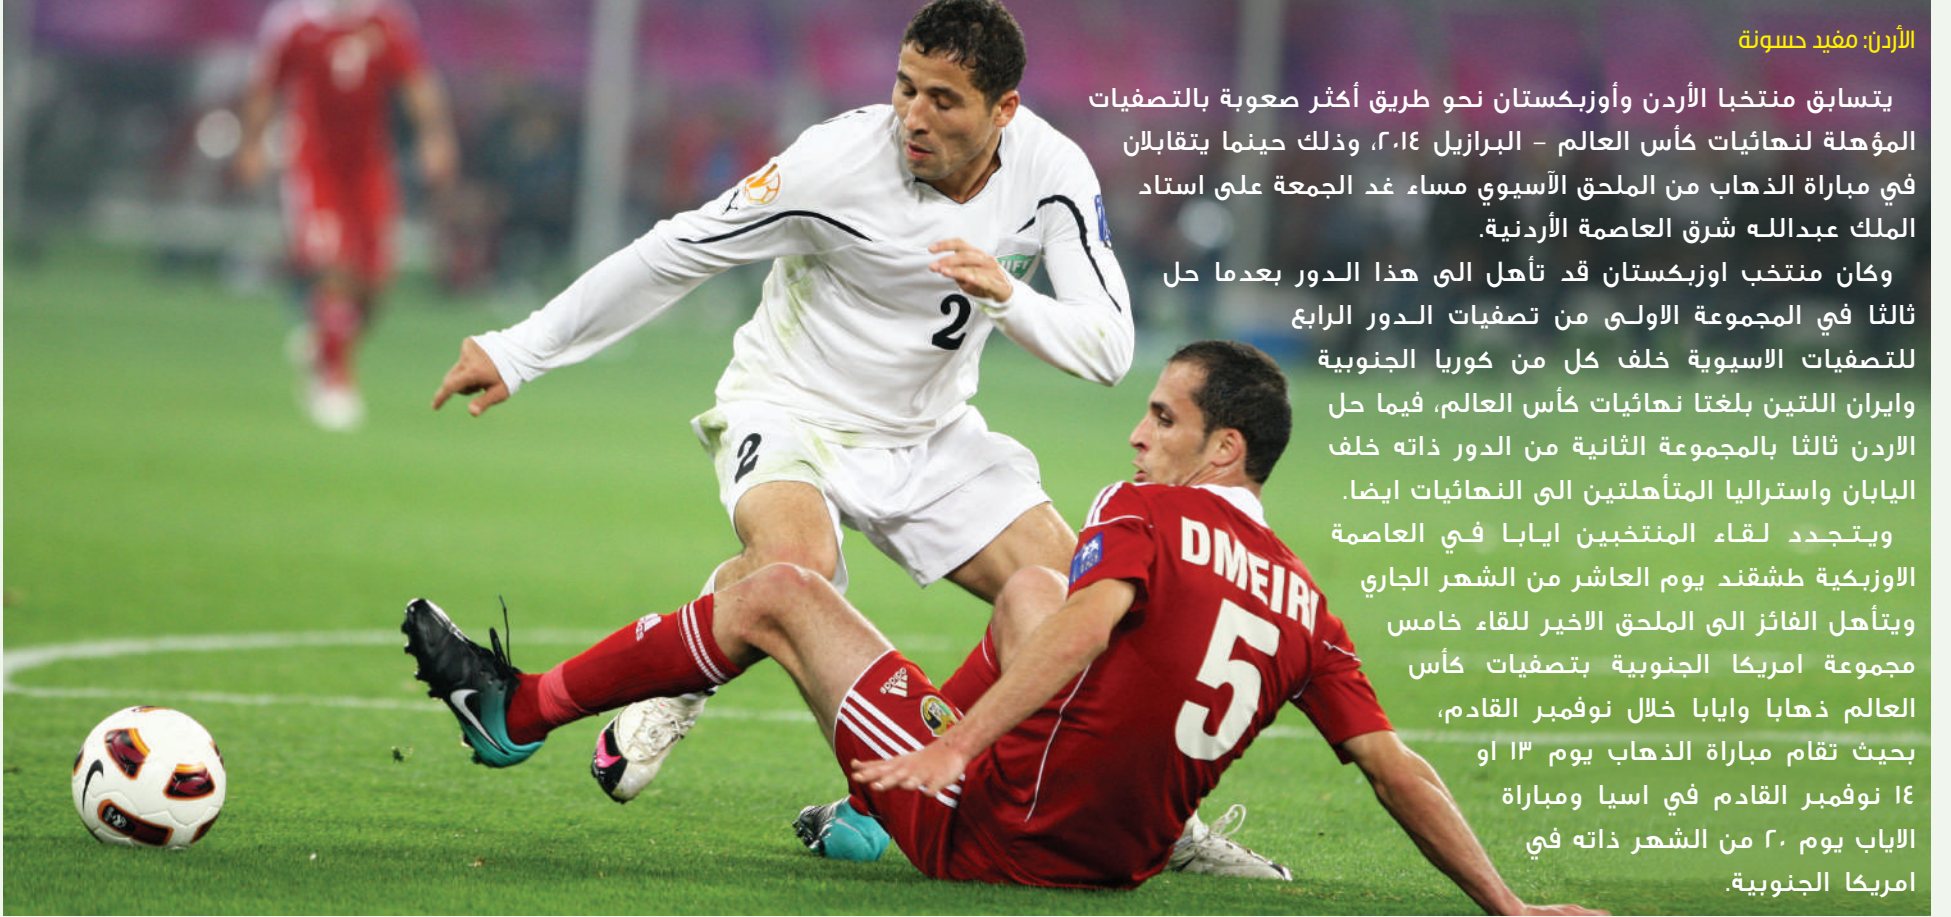 الأردن: مفيد حسونة
يتسابق منتخبا الأردن وأوزبكستان نحو طريق أكثر صعوبة بالتصفيات
المؤهلة لنهائيات كأس العالم – البرازيل ٢٠١٤، وذلك حينما يتقابلان
في مباراة الذهاب من الملحق الآسيوي مساء غد الجمعة على استاد
الملك عبدالله شرق العاصمة الأردنية.
وكان منتخب اوزبكستان قد تأهل الى هذا الدور بعدما حل
ثالثا في المجموعة الاولى من تصفيات الدور الرابع
للتصفيات الاسيوية خلف كل من كوريا الجنوبية
وايران اللتين بلغتا نهائيات كأس العالم، فيما حل
الاردن ثالثا بالمجموعة الثانية من الدور ذاته خلف
اليابان واستراليا المتأهلتين الى النهائيات ايضا.
ويتجدد لقاء المنتخبين ايابا في العاصمة
الاوزبكية طشقند يوم العاشر من الشهر الجاري
ويتأهل الفائز الى الملحق الاخير للقاء خامس
مجموعة امريكا الجنوبية بتصفيات كأس
العالم ذهابا وايابا خلال نوفمبر القادم،
بحيث تقام مباراة الذهاب يوم ١٣ او
١٤ نوفمبر القادم في اسيا ومباراة
الاياب يوم ٢٠ من الشهر ذاته في
امريكا الجنوبية.
2
2
DMEIRI
5